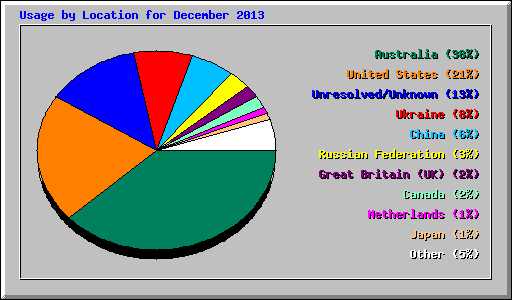 Usage by Location for December 2013
Australia (38%)
United States (21%)
Unresolved/Unknown (13%)
Ukraine (8%)
China (6%)
Russian Federation (3%)
Great Britain (UK) (2%)
Canada (2%)
Netherlands (1%)
Japan (1%)
Other (5%)